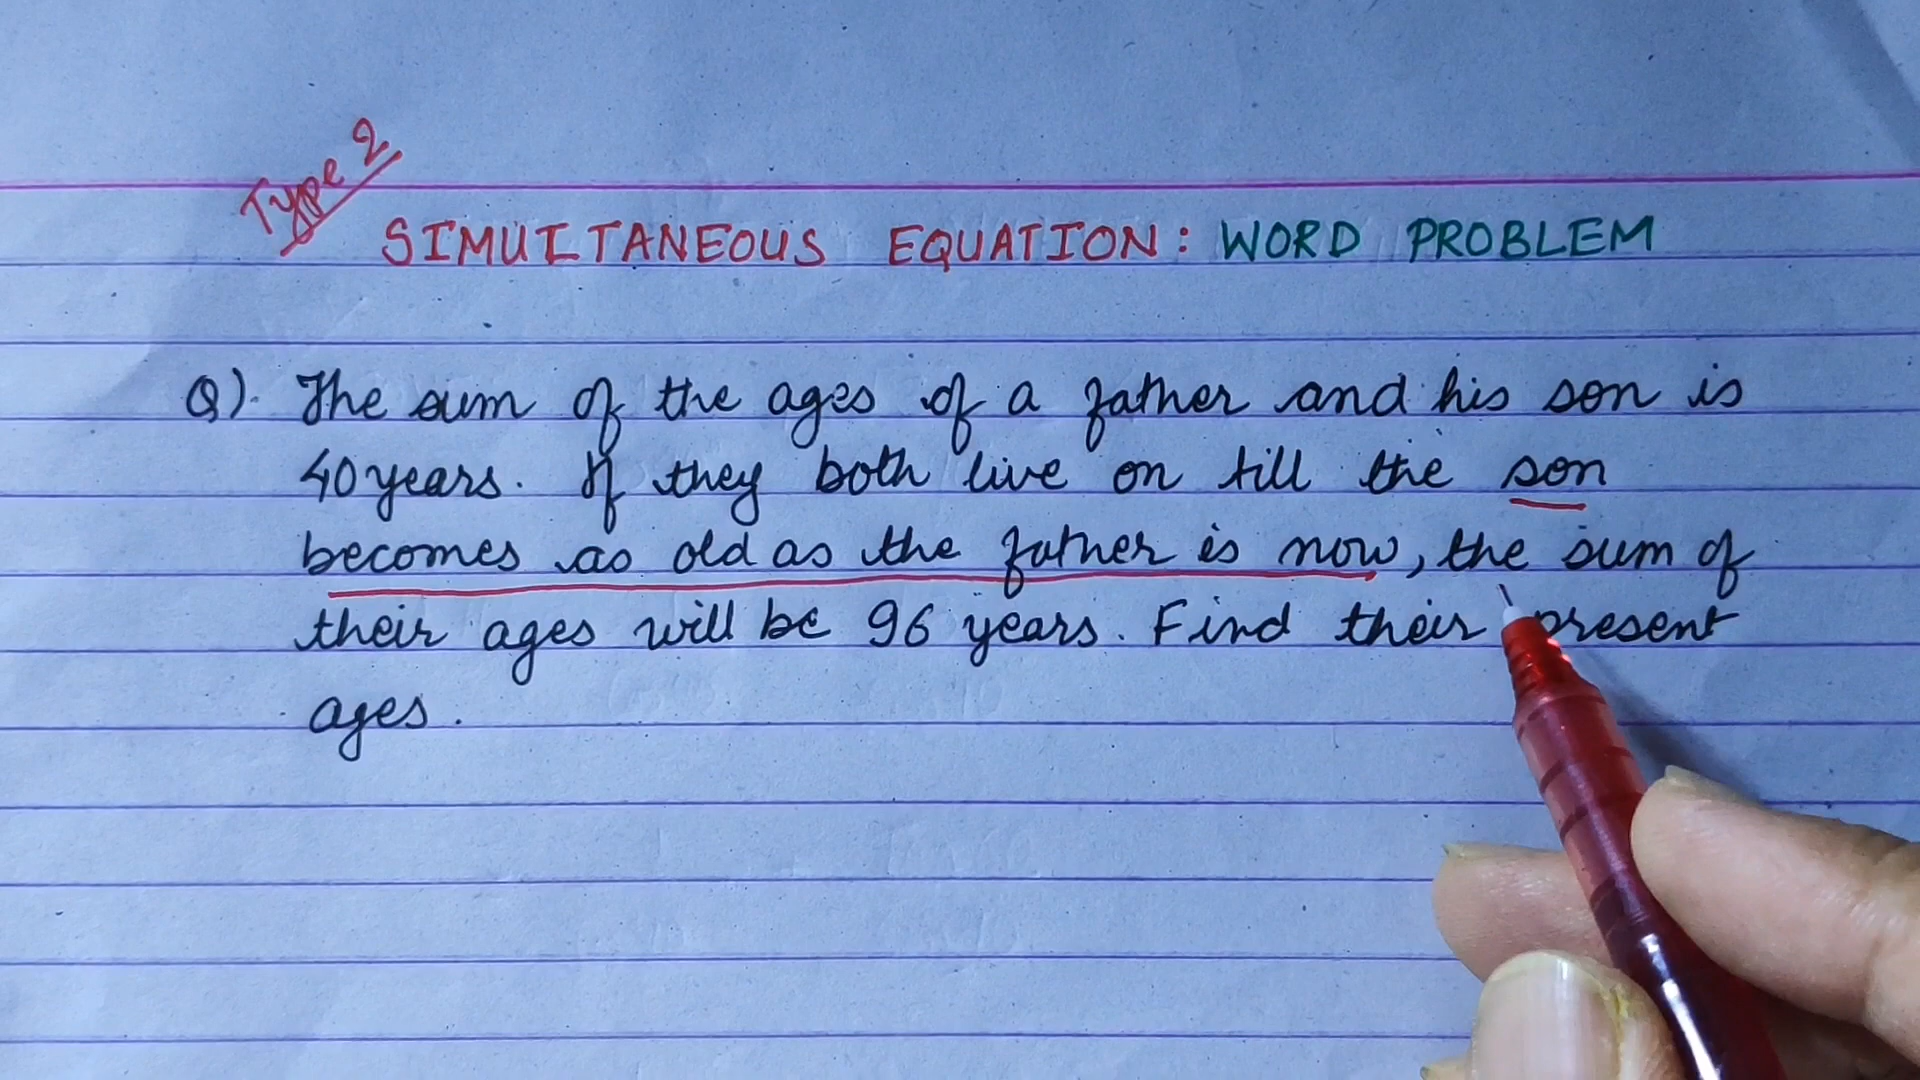 Type 2
SIMULTANEOUS EQUATION: WORD PROBLEM
Q). The sum of the ages of a father and his son is
40 years. If they both live on till the son
becomes as old as the father is now, the sum of
their ages will be 96 years. Find their present
ages.